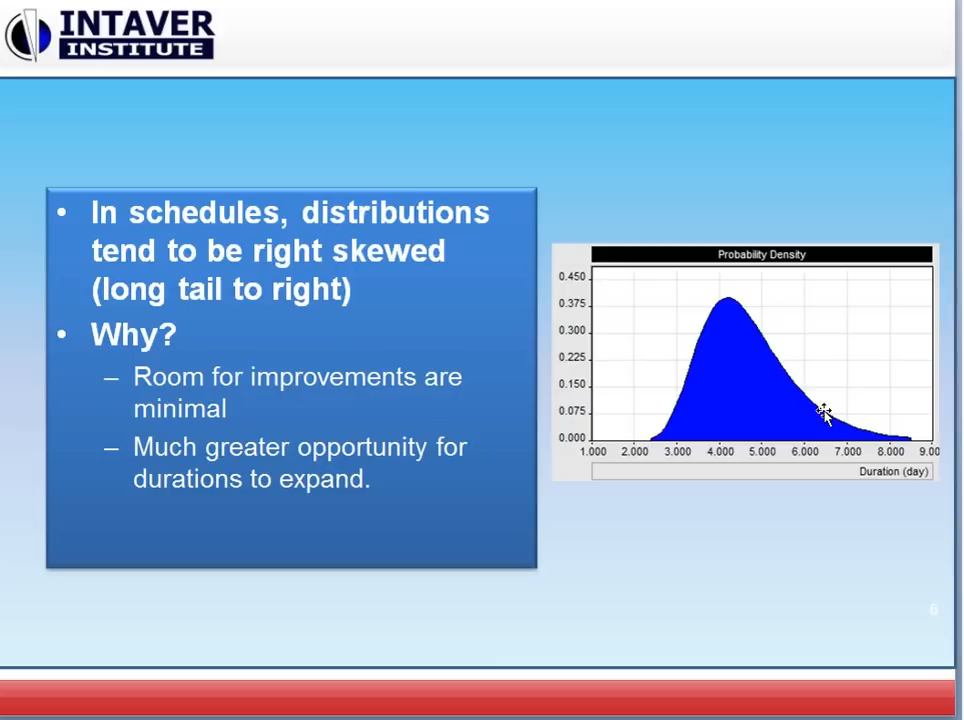 INTAVER
INSTITUTE
• In schedules, distributions
tend to be right skewed
(long tail to right)
• Why?
– Room for improvements are
minimal
– Much greater opportunity for
durations to expand.
Probability Density
0.450
0.375
0.300
0.225
0.150
0.075
0.000
1.000 2.000 3.000 4.000 5.000 6.000 7.000 8.000 9.00
Duration (day)
6